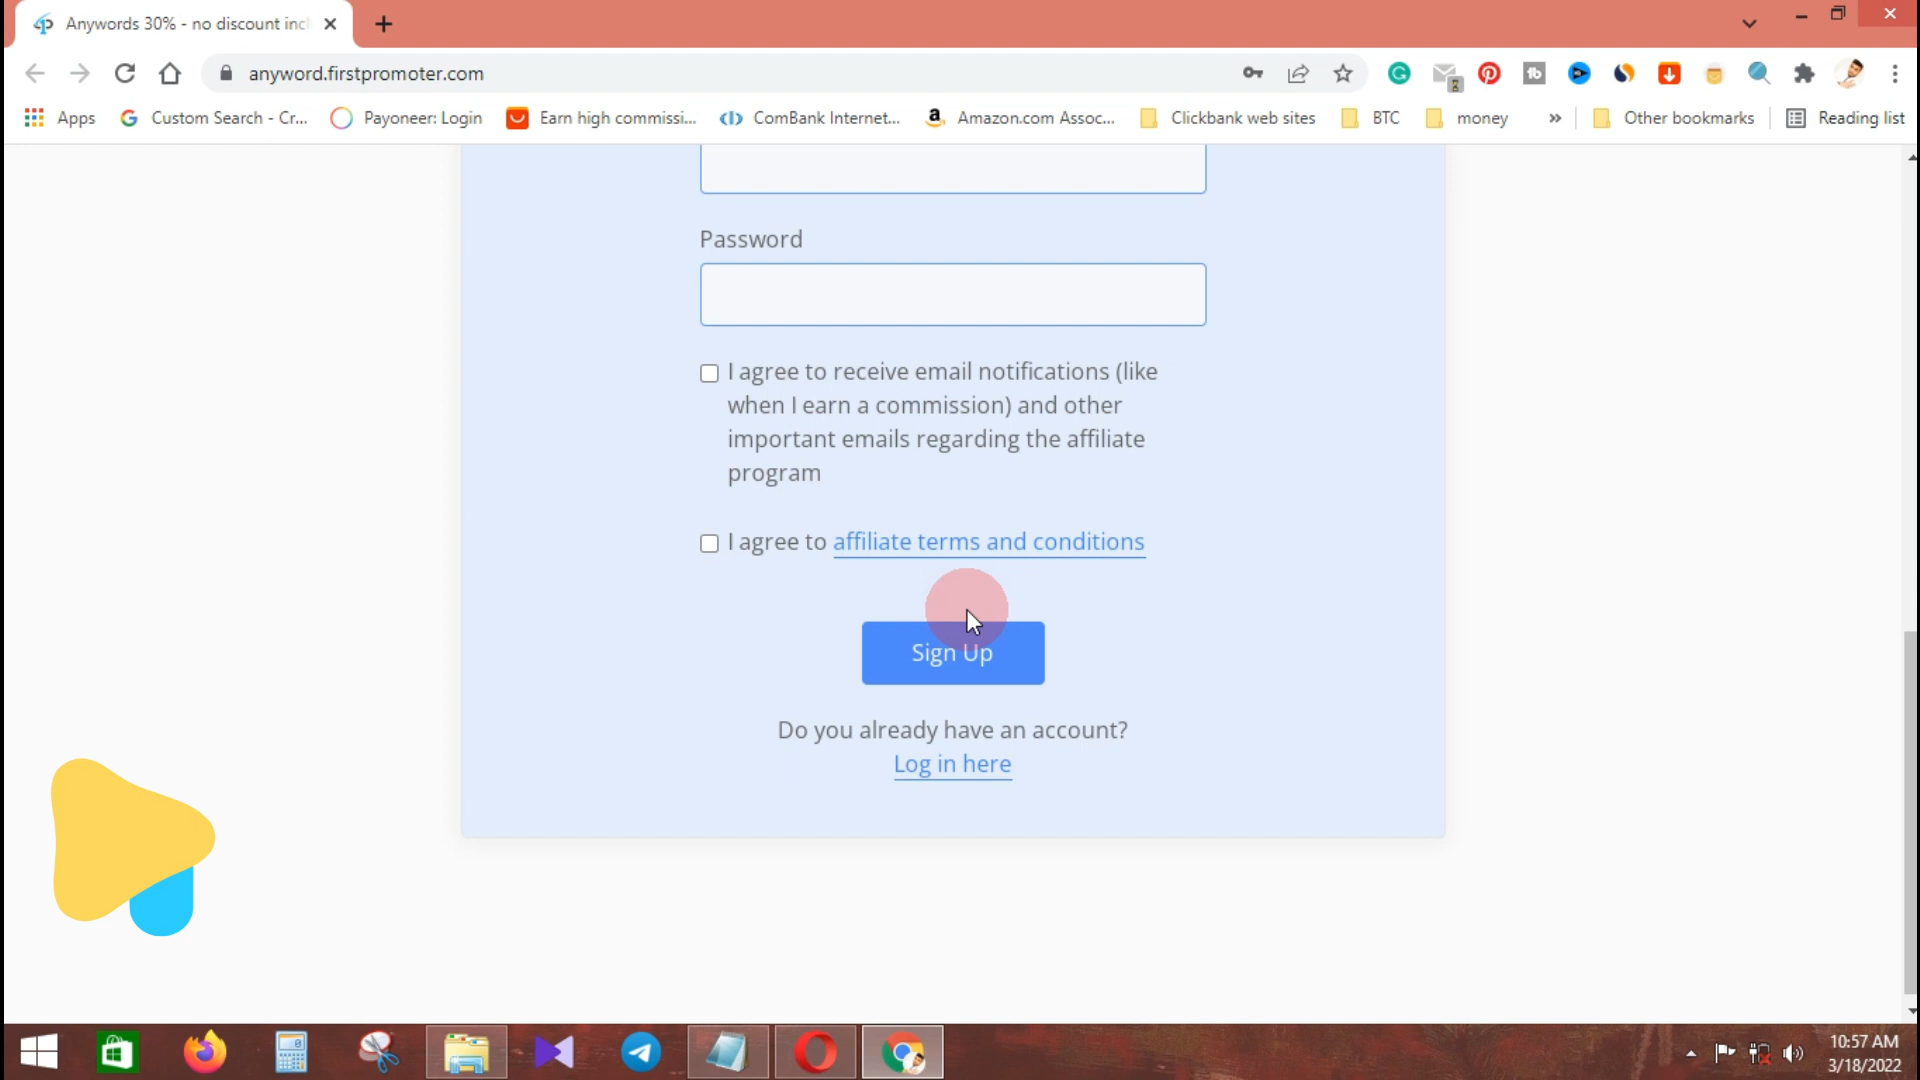 Anywords 30% - no discount incl
anyword.firstpromoter.com
Apps
Custom Search - Cr...
Payoneer: Login
Earn high commissi...
ComBank Internet...
Amazon.com Assoc...
Clickbank web sites
BTC
money
Other bookmarks
Reading list
Password
I agree to receive email notifications (like
when I earn a commission) and other
important emails regarding the affiliate
program
I agree to affiliate terms and conditions
Sign Up
Do you already have an account?
Log in here
10:57 AM
3/18/2022